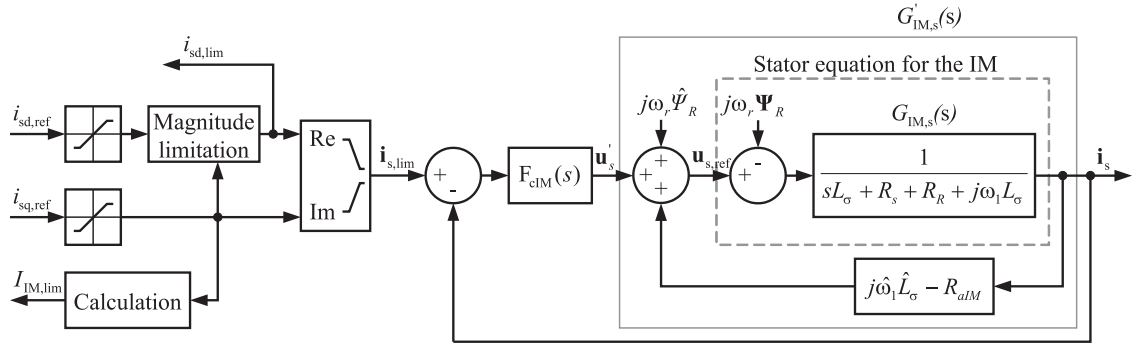 G'IM,s(s)
isd,lim
Stator equation for the IM
isd,ref
Magnitude
limitation
Re
Im
is,lim
+
-
FcIM(s)
u's
jωrΨ̂R
+
+
+
us,ref
jωrΨR
-
+
GIM,s(s)
1
sLσ + Rs + RR + jω1Lσ
is
isq,ref
IIM,lim
Calculation
jω̂1L̂σ − RaIM